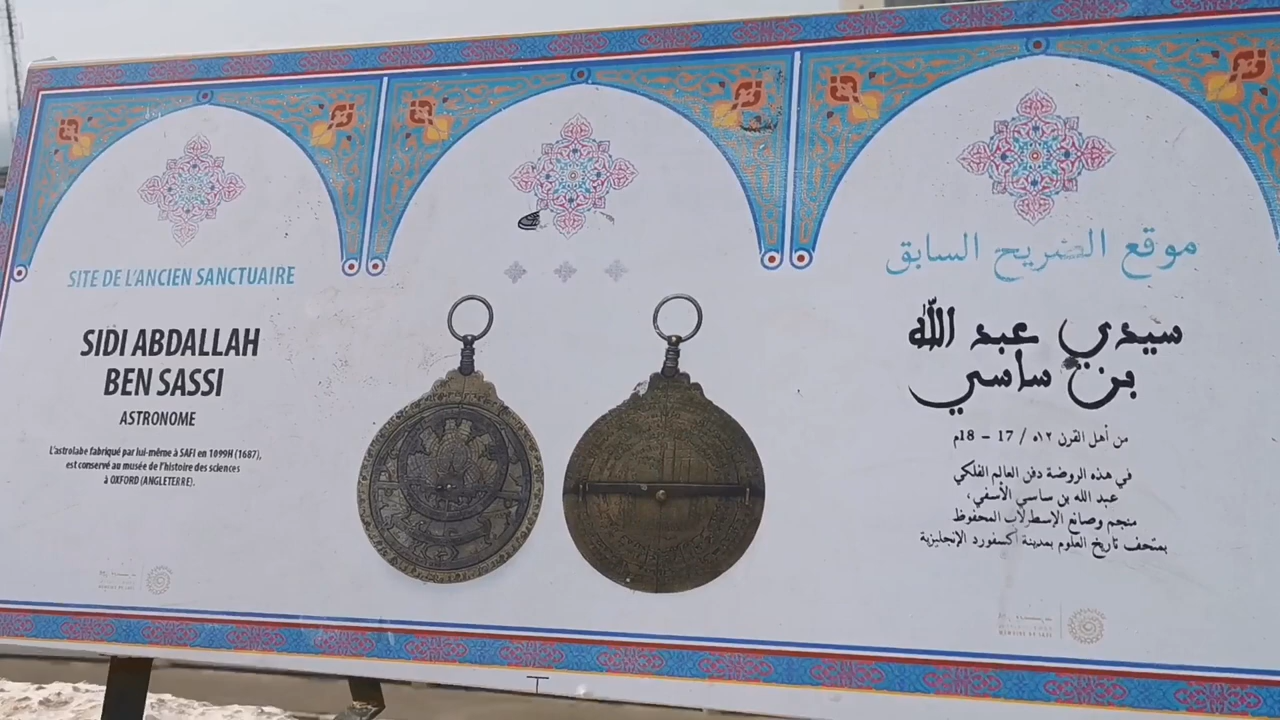 SITE DE L'ANCIEN SANCTUAIRE
SIDI ABDALLAH
BEN SASSI
ASTRONOME
L'astrolabe fabriqué par lui-même à SAFI en 1099H (1687),
est conservé au musée de l'histoire des sciences
à OXFORD (ANGLETERRE).
موقع الضريح السابق
سيدي عبد الله
بن ساسي
من أهل القرن ١٢ه / 17 - 18م
في هذه الروضة دفن العالم الفلكي
عبد الله بن ساسي الأسفي،
منجم وصانع الإسطرلاب المحفوظ
بمتحف تاريخ العلوم بمدينة أكسفورد الإنجليزية